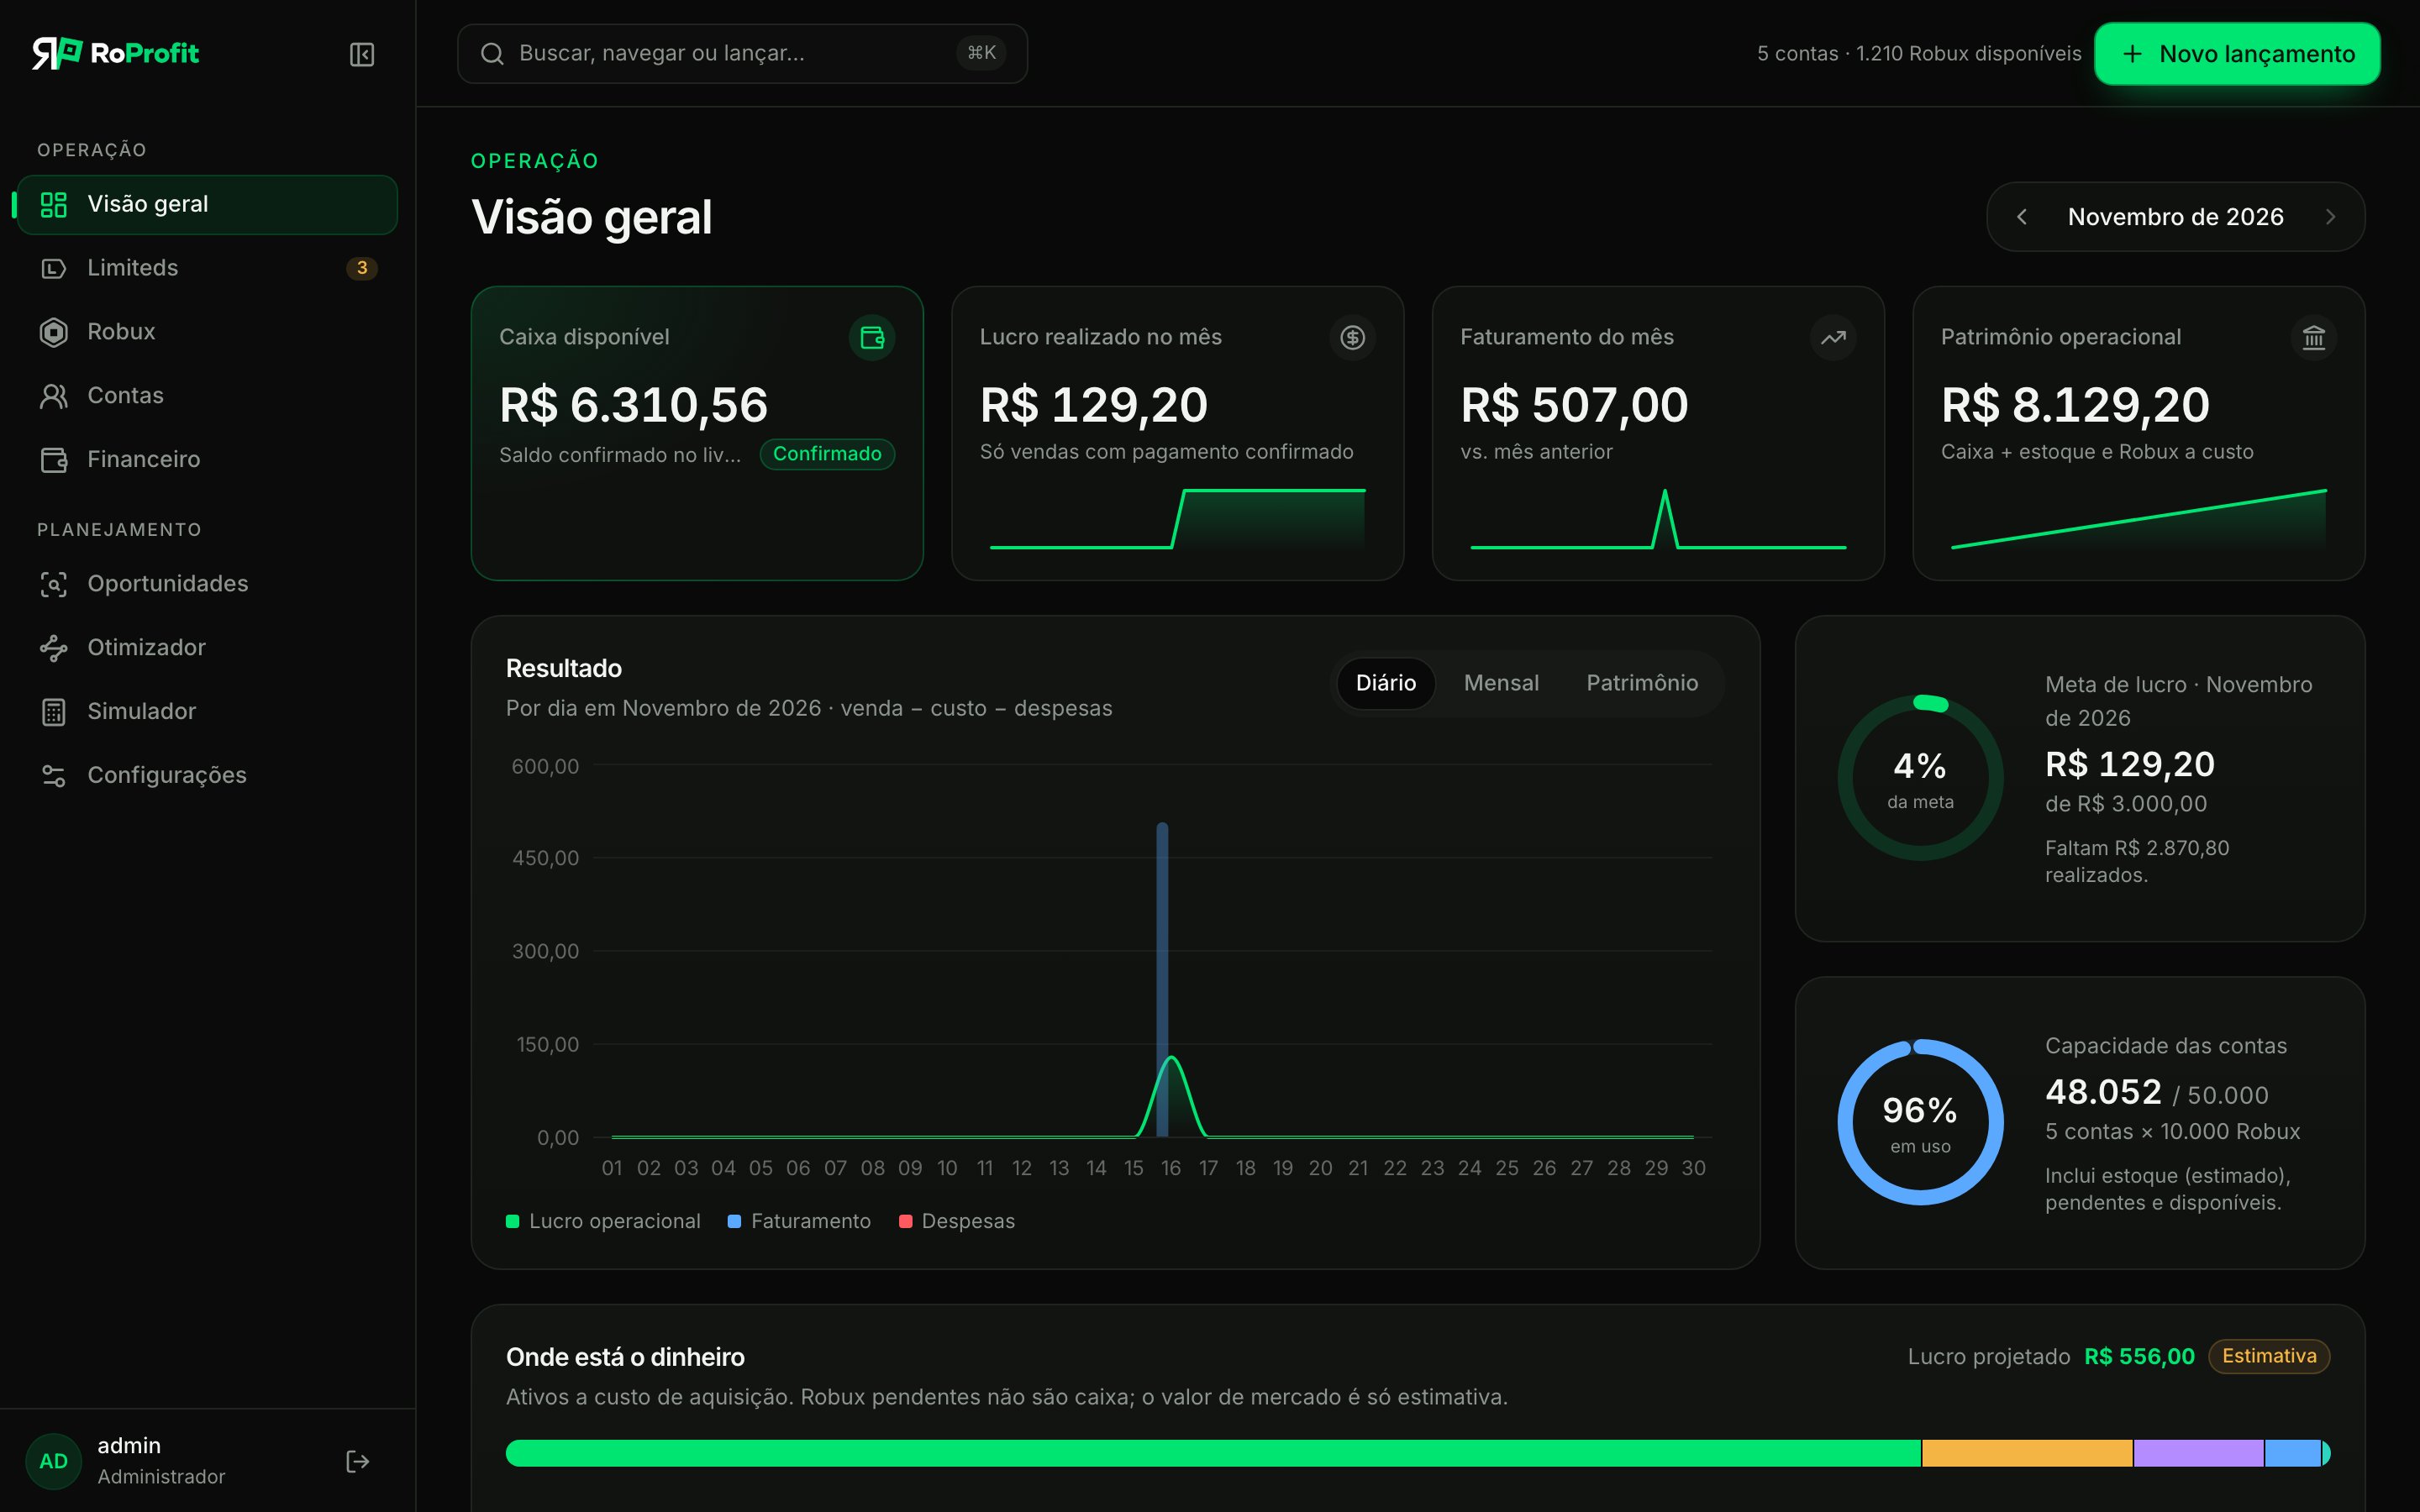 RoProfit
Buscar, navegar ou lançar... ⌘K
5 contas · 1.210 Robux disponíveis
+ Novo lançamento
OPERAÇÃO
Visão geral
Limiteds 3
Robux
Contas
Financeiro
PLANEJAMENTO
Oportunidades
Otimizador
Simulador
Configurações
AD
admin
Administrador
OPERAÇÃO
Visão geral
Novembro de 2026
Caixa disponível
R$ 6.310,56
Saldo confirmado no liv... Confirmado
Lucro realizado no mês
R$ 129,20
Só vendas com pagamento confirmado
Faturamento do mês
R$ 507,00
vs. mês anterior
Patrimônio operacional
R$ 8.129,20
Caixa + estoque e Robux a custo
Resultado
Por dia em Novembro de 2026 · venda − custo − despesas
Diário Mensal Patrimônio
600,00
450,00
300,00
150,00
0,00
01 02 03 04 05 06 07 08 09 10 11 12 13 14 15 16 17 18 19 20 21 22 23 24 25 26 27 28 29 30
Lucro operacional Faturamento Despesas
4%
da meta
Meta de lucro · Novembro
de 2026
R$ 129,20
de R$ 3.000,00
Faltam R$ 2.870,80
realizados.
96%
em uso
Capacidade das contas
48.052 / 50.000
5 contas × 10.000 Robux
Inclui estoque (estimado),
pendentes e disponíveis.
Onde está o dinheiro
Ativos a custo de aquisição. Robux pendentes não são caixa; o valor de mercado é só estimativa.
Lucro projetado R$ 556,00 Estimativa